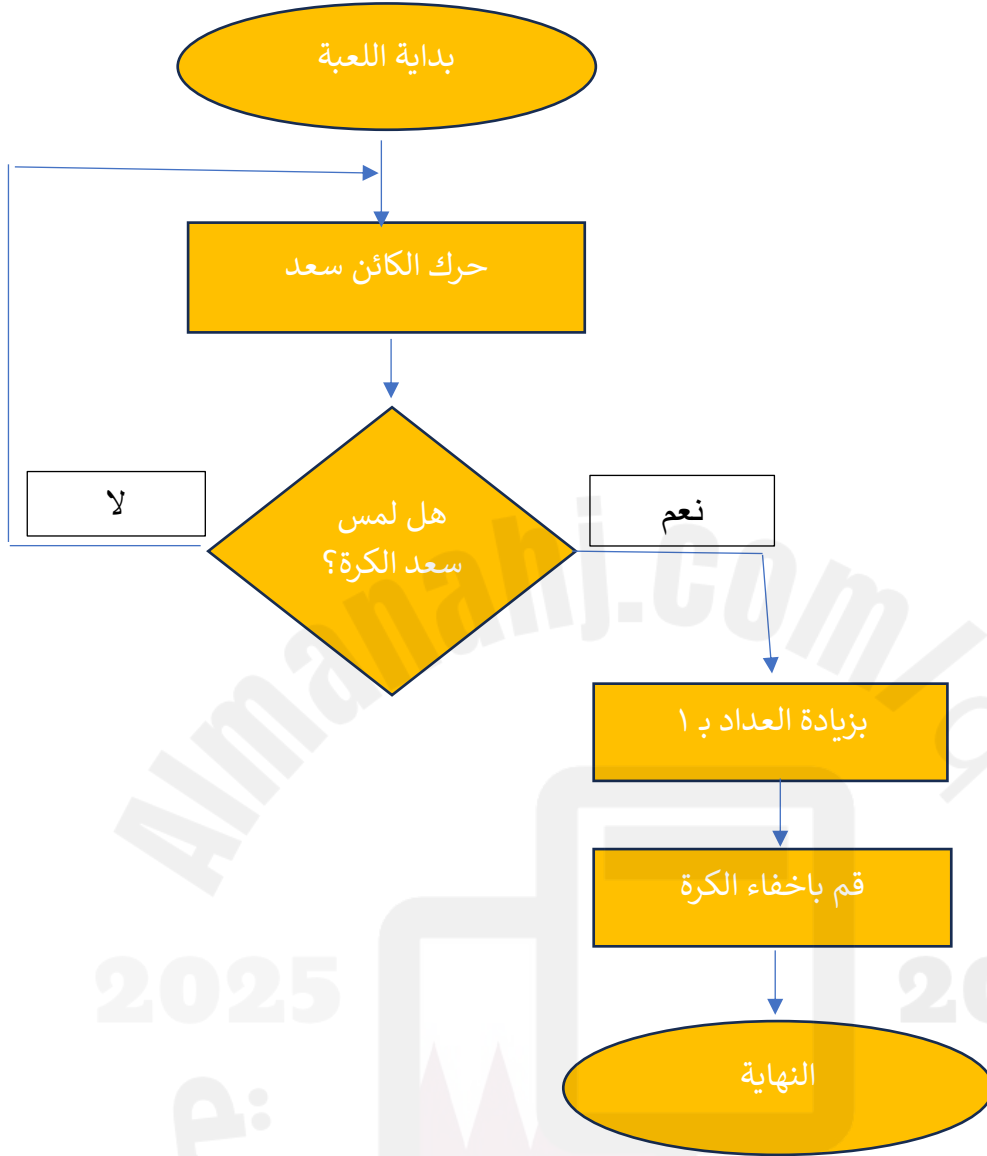 بداية اللعبة
حرك الكائن سعد
هل لمس
سعد الكرة؟
لا
نعم
بزيادة العداد بـ ١
قم باخفاء الكرة
النهاية
Almanahj.com/
2025